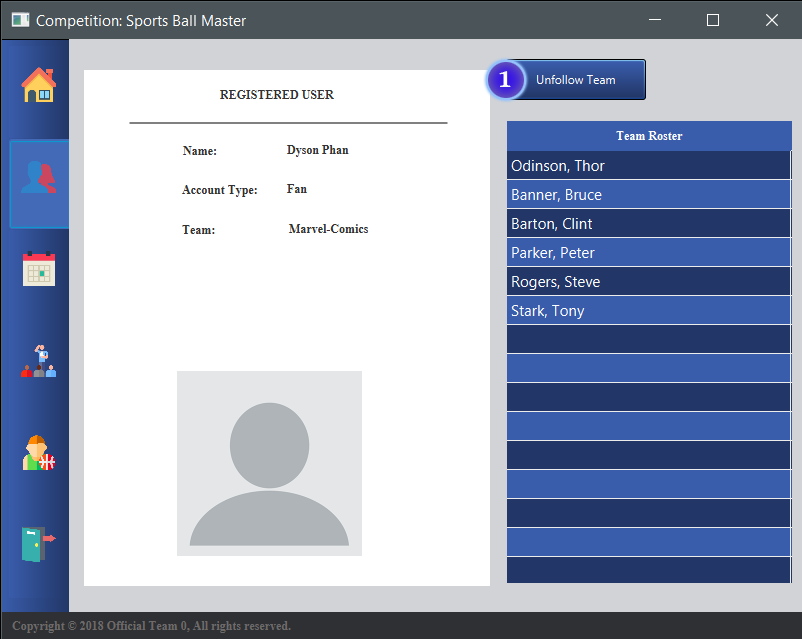 Competition: Sports Ball Master
REGISTERED USER
Name: Dyson Phan
Account Type: Fan
Team: Marvel-Comics
1 Unfollow Team
Team Roster
Odinson, Thor
Banner, Bruce
Barton, Clint
Parker, Peter
Rogers, Steve
Stark, Tony
Copyright © 2018 Official Team 0, All rights reserved.